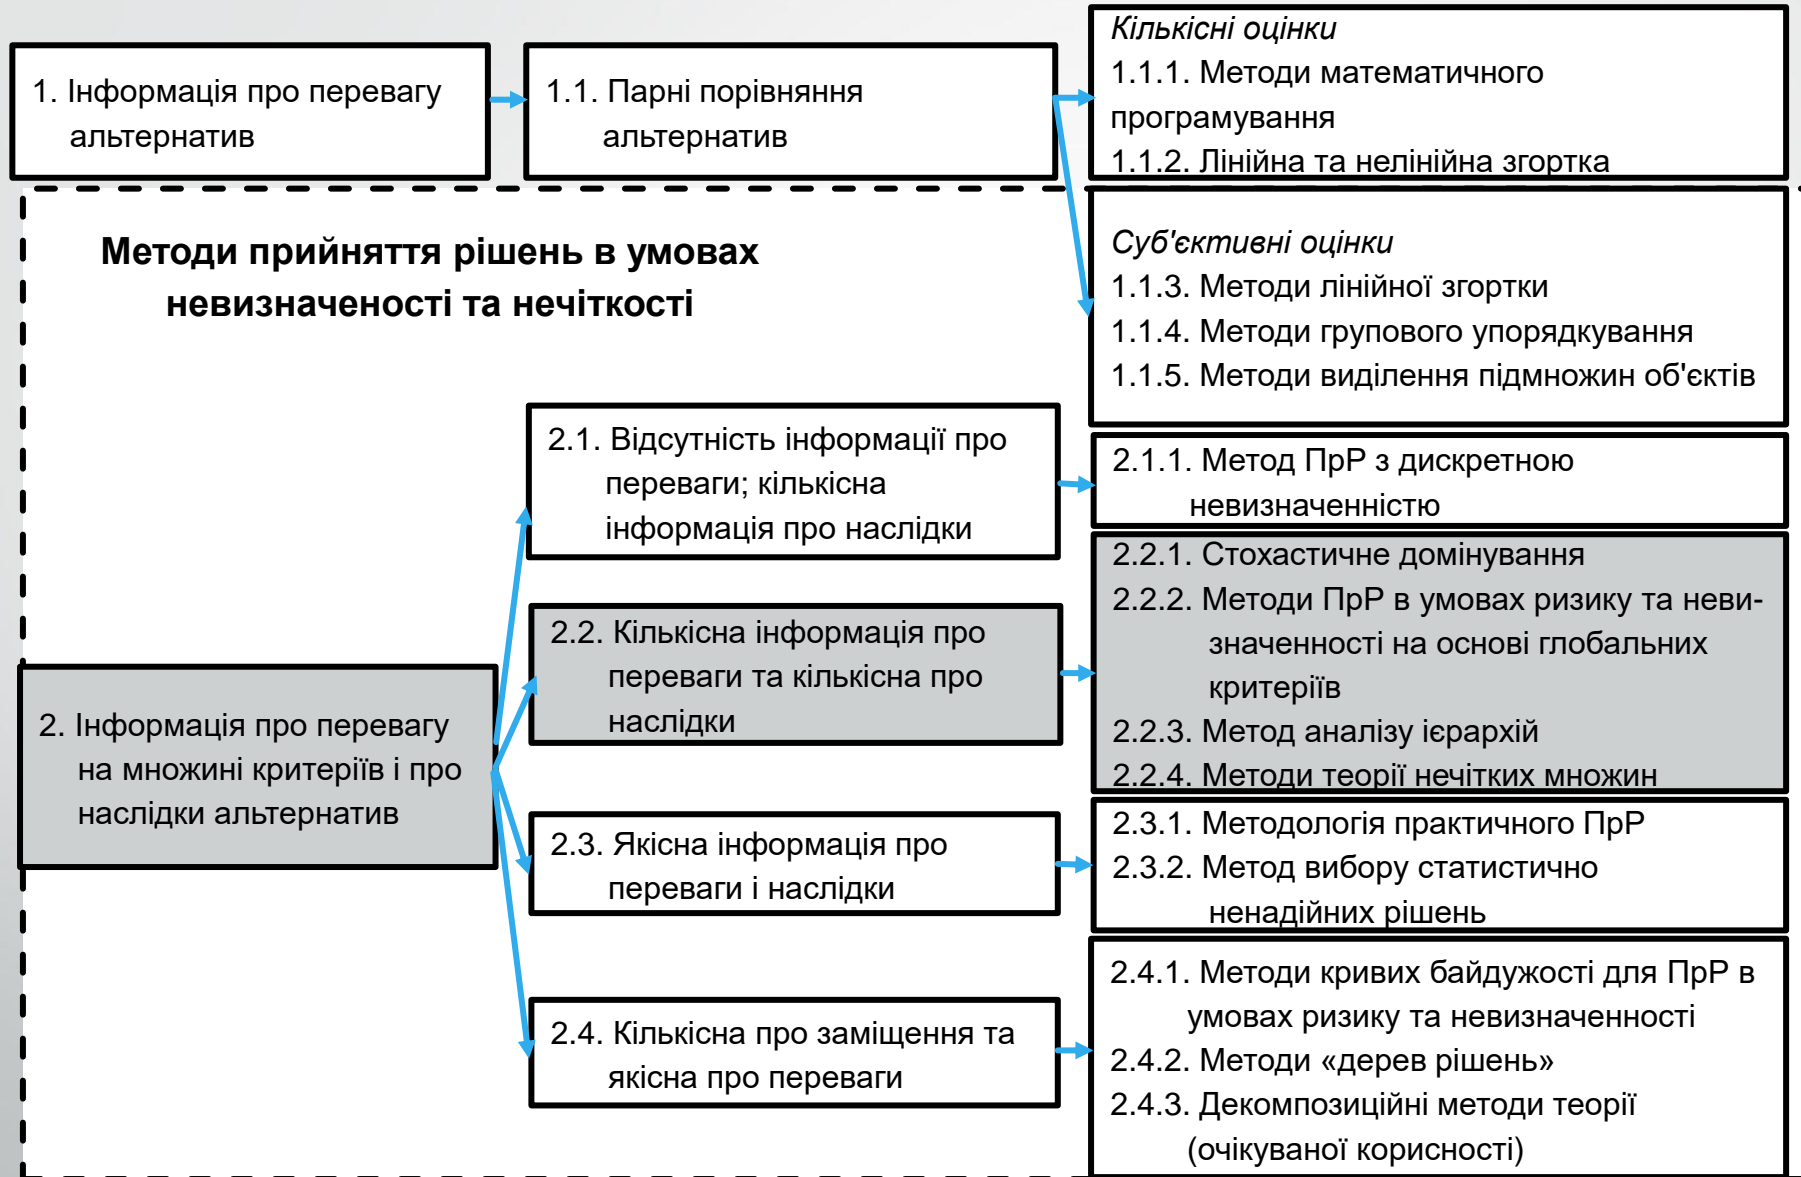 1. Інформація про перевагу
альтернатив
1.1. Парні порівняння
альтернатив
Кількісні оцінки
1.1.1. Методи математичного
програмування
1.1.2. Лінійна та нелінійна згортка
Методи прийняття рішень в умовах
невизначеності та нечіткості
Суб'єктивні оцінки
1.1.3. Методи лінійної згортки
1.1.4. Методи групового упорядкування
1.1.5. Методи виділення підмножин об'єктів
2. Інформація про перевагу
на множині критеріїв і про
наслідки альтернатив
2.1. Відсутність інформації про
переваги; кількісна
інформація про наслідки
2.1.1. Метод ПрР з дискретною
невизначенністю
2.2. Кількісна інформація про
переваги та кількісна про
наслідки
2.2.1. Стохастичне домінування
2.2.2. Методи ПрР в умовах ризику та неви-
значенності на основі глобальних
критеріїв
2.2.3. Метод аналізу ієрархій
2.2.4. Методи теорії нечітких множин
2.3. Якісна інформація про
переваги і наслідки
2.3.1. Методологія практичного ПрР
2.3.2. Метод вибору статистично
ненадійних рішень
2.4. Кількісна про заміщення та
якісна про переваги
2.4.1. Методи кривих байдужості для ПрР в
умовах ризику та невизначенності
2.4.2. Методи «дерев рішень»
2.4.3. Декомпозиційні методи теорії
(очікуваної корисності)